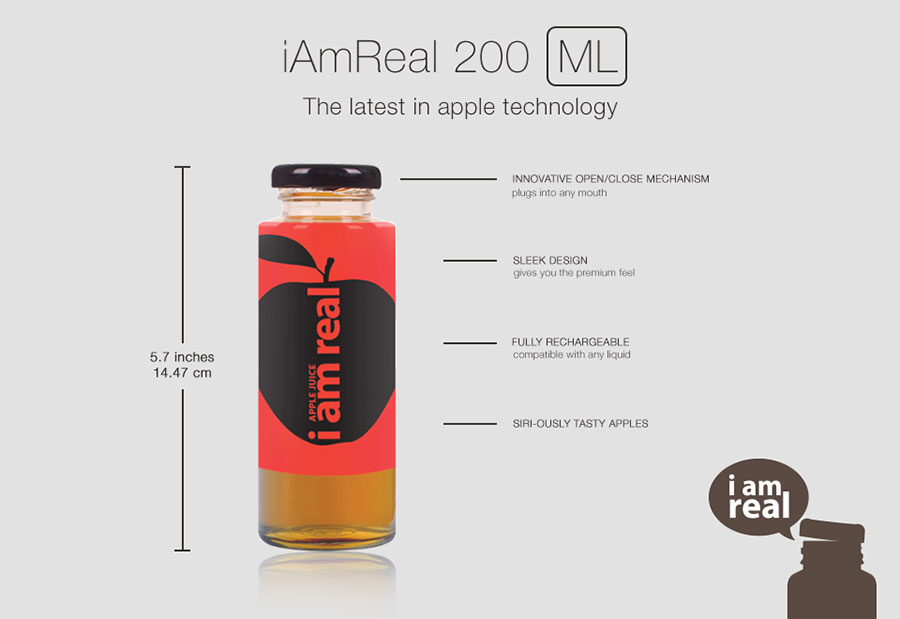 iAmReal 200 ML
The latest in apple technology
INNOVATIVE OPEN/CLOSE MECHANISM
plugs into any mouth
SLEEK DESIGN
gives you the premium feel
FULLY RECHARGEABLE
compatible with any liquid
SIRI-OUSLY TASTY APPLES
5.7 inches
14.47 cm
APPLE JUICE
i am real
i am
real